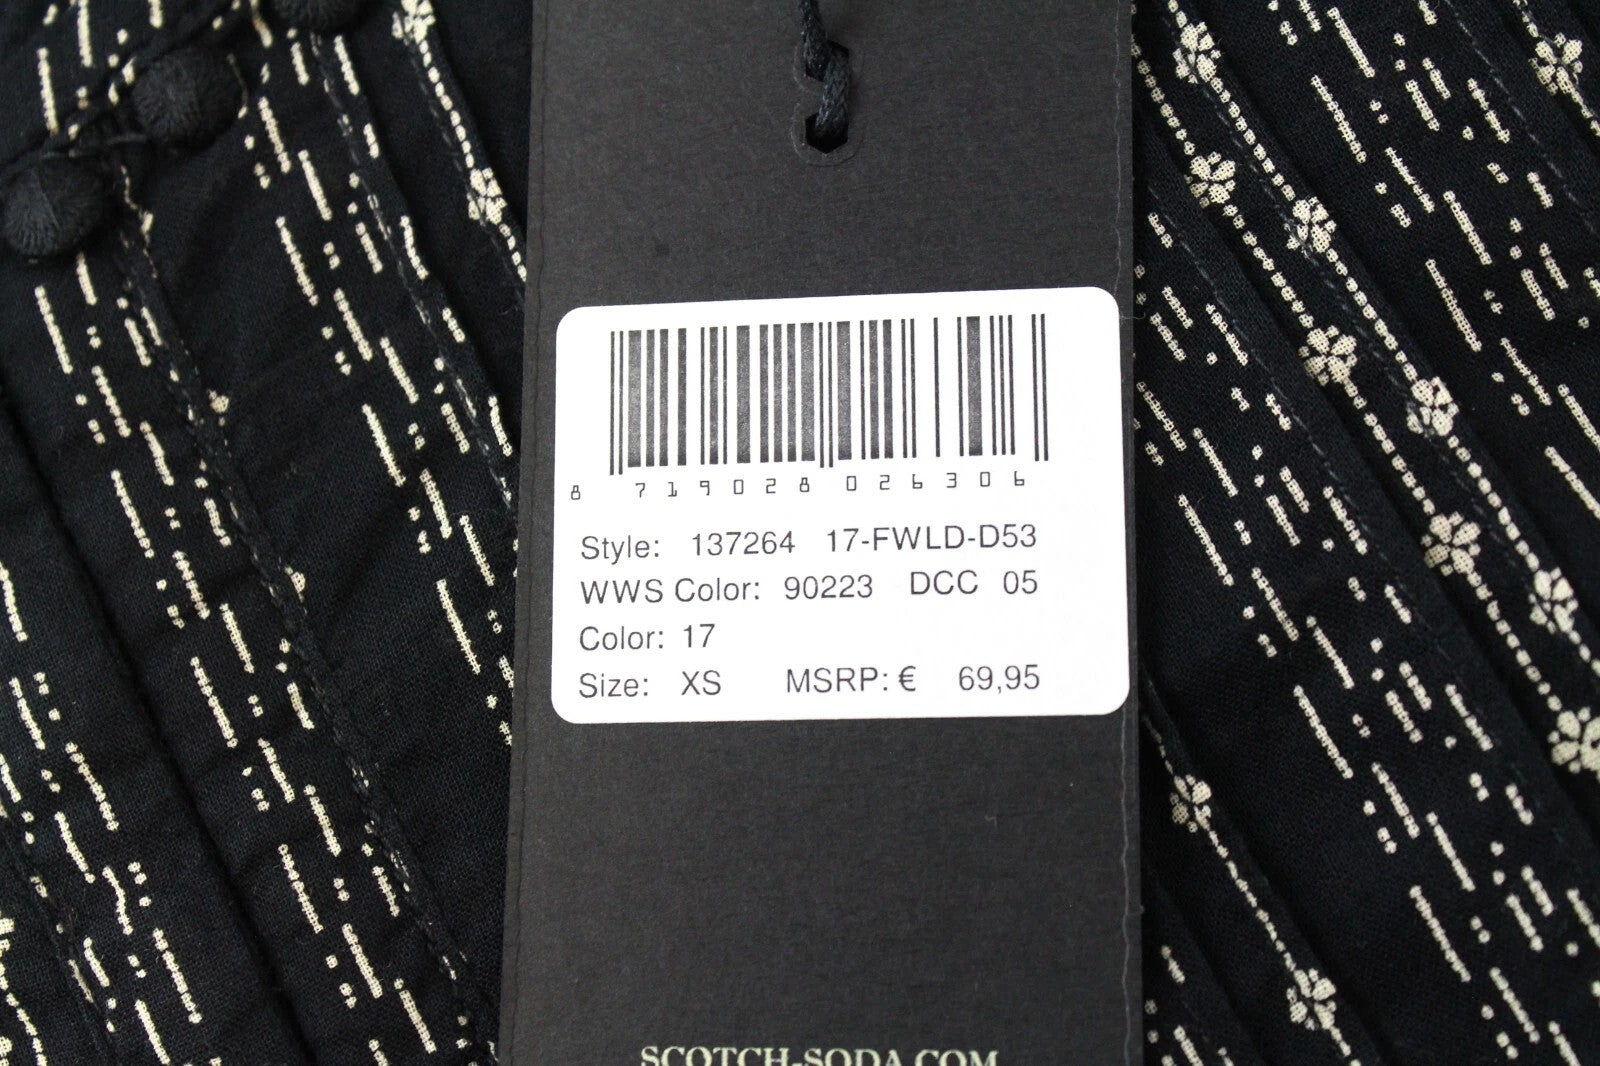 8 719028 026306
Style: 137264 17-FWLD-D53
WWS Color: 90223 DCC 05
Color: 17
Size: XS MSRP: € 69,95
SCOTCH-SODA.COM